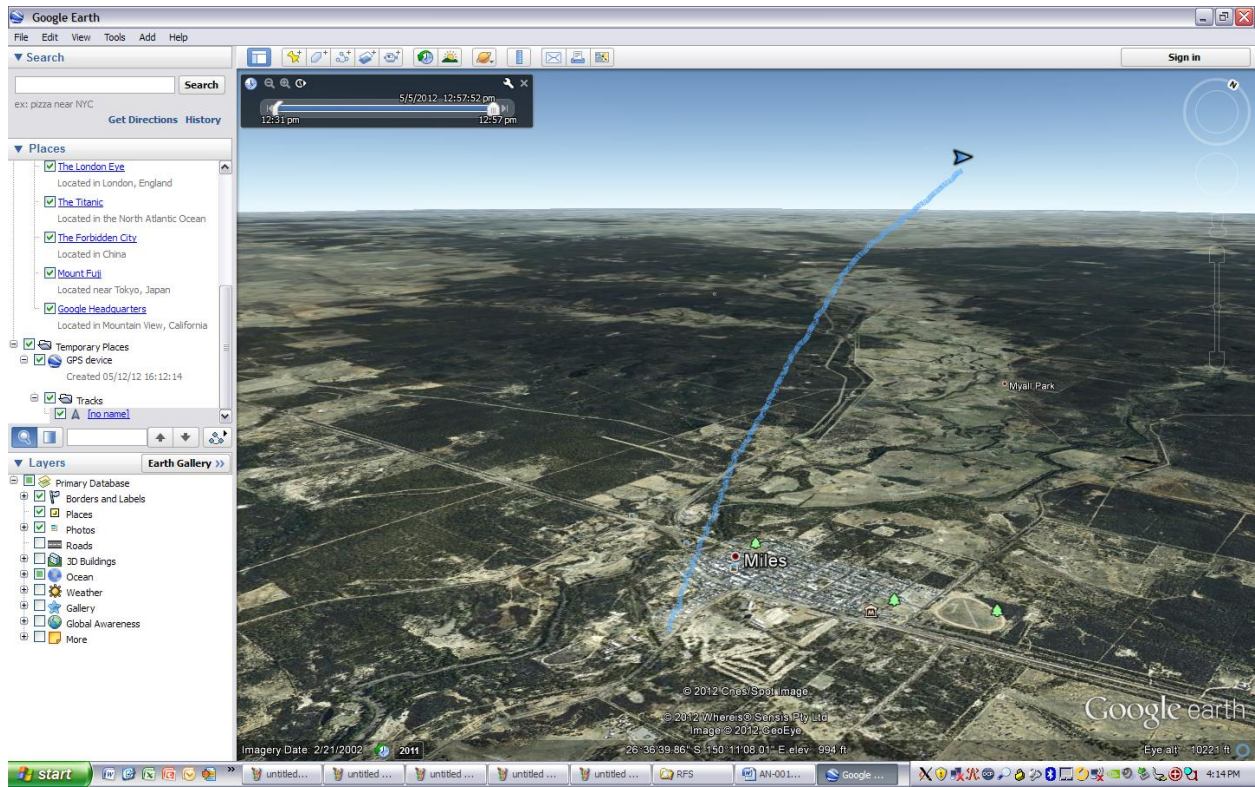 Google Earth
File Edit View Tools Add Help
Search
Search
ex: pizza near NYC
Get Directions History
Places
The London Eye
Located in London, England
The Titanic
Located in the North Atlantic Ocean
The Forbidden City
Located in China
Mount Fuji
Located near Tokyo, Japan
Google Headquarters
Located in Mountain View, California
Temporary Places
GPS device
Created 05/12/12 16:12:14
Tracks
[no name]
Layers
Earth Gallery >>
Primary Database
Borders and Labels
Places
Photos
Roads
3D Buildings
Ocean
Weather
Gallery
Global Awareness
More
Sign in
5/5/2012 12:57:52 pm
12:31 pm 12:57 pm
N
Myall Park
Miles
© 2012 Cnes/Spot Image
© 2012 Whereis® Sensis Pty Ltd
Image © 2012 GeoEye
Google earth
Imagery Date: 2/21/2002 2011
26°36'39.86" S 150°11'08.01" E elev 994 ft
Eye alt 10221 ft
start
untitled...
untitled ...
untitled ...
untitled ...
untitled ...
RFS
AN-001...
Google ...
4:14 PM